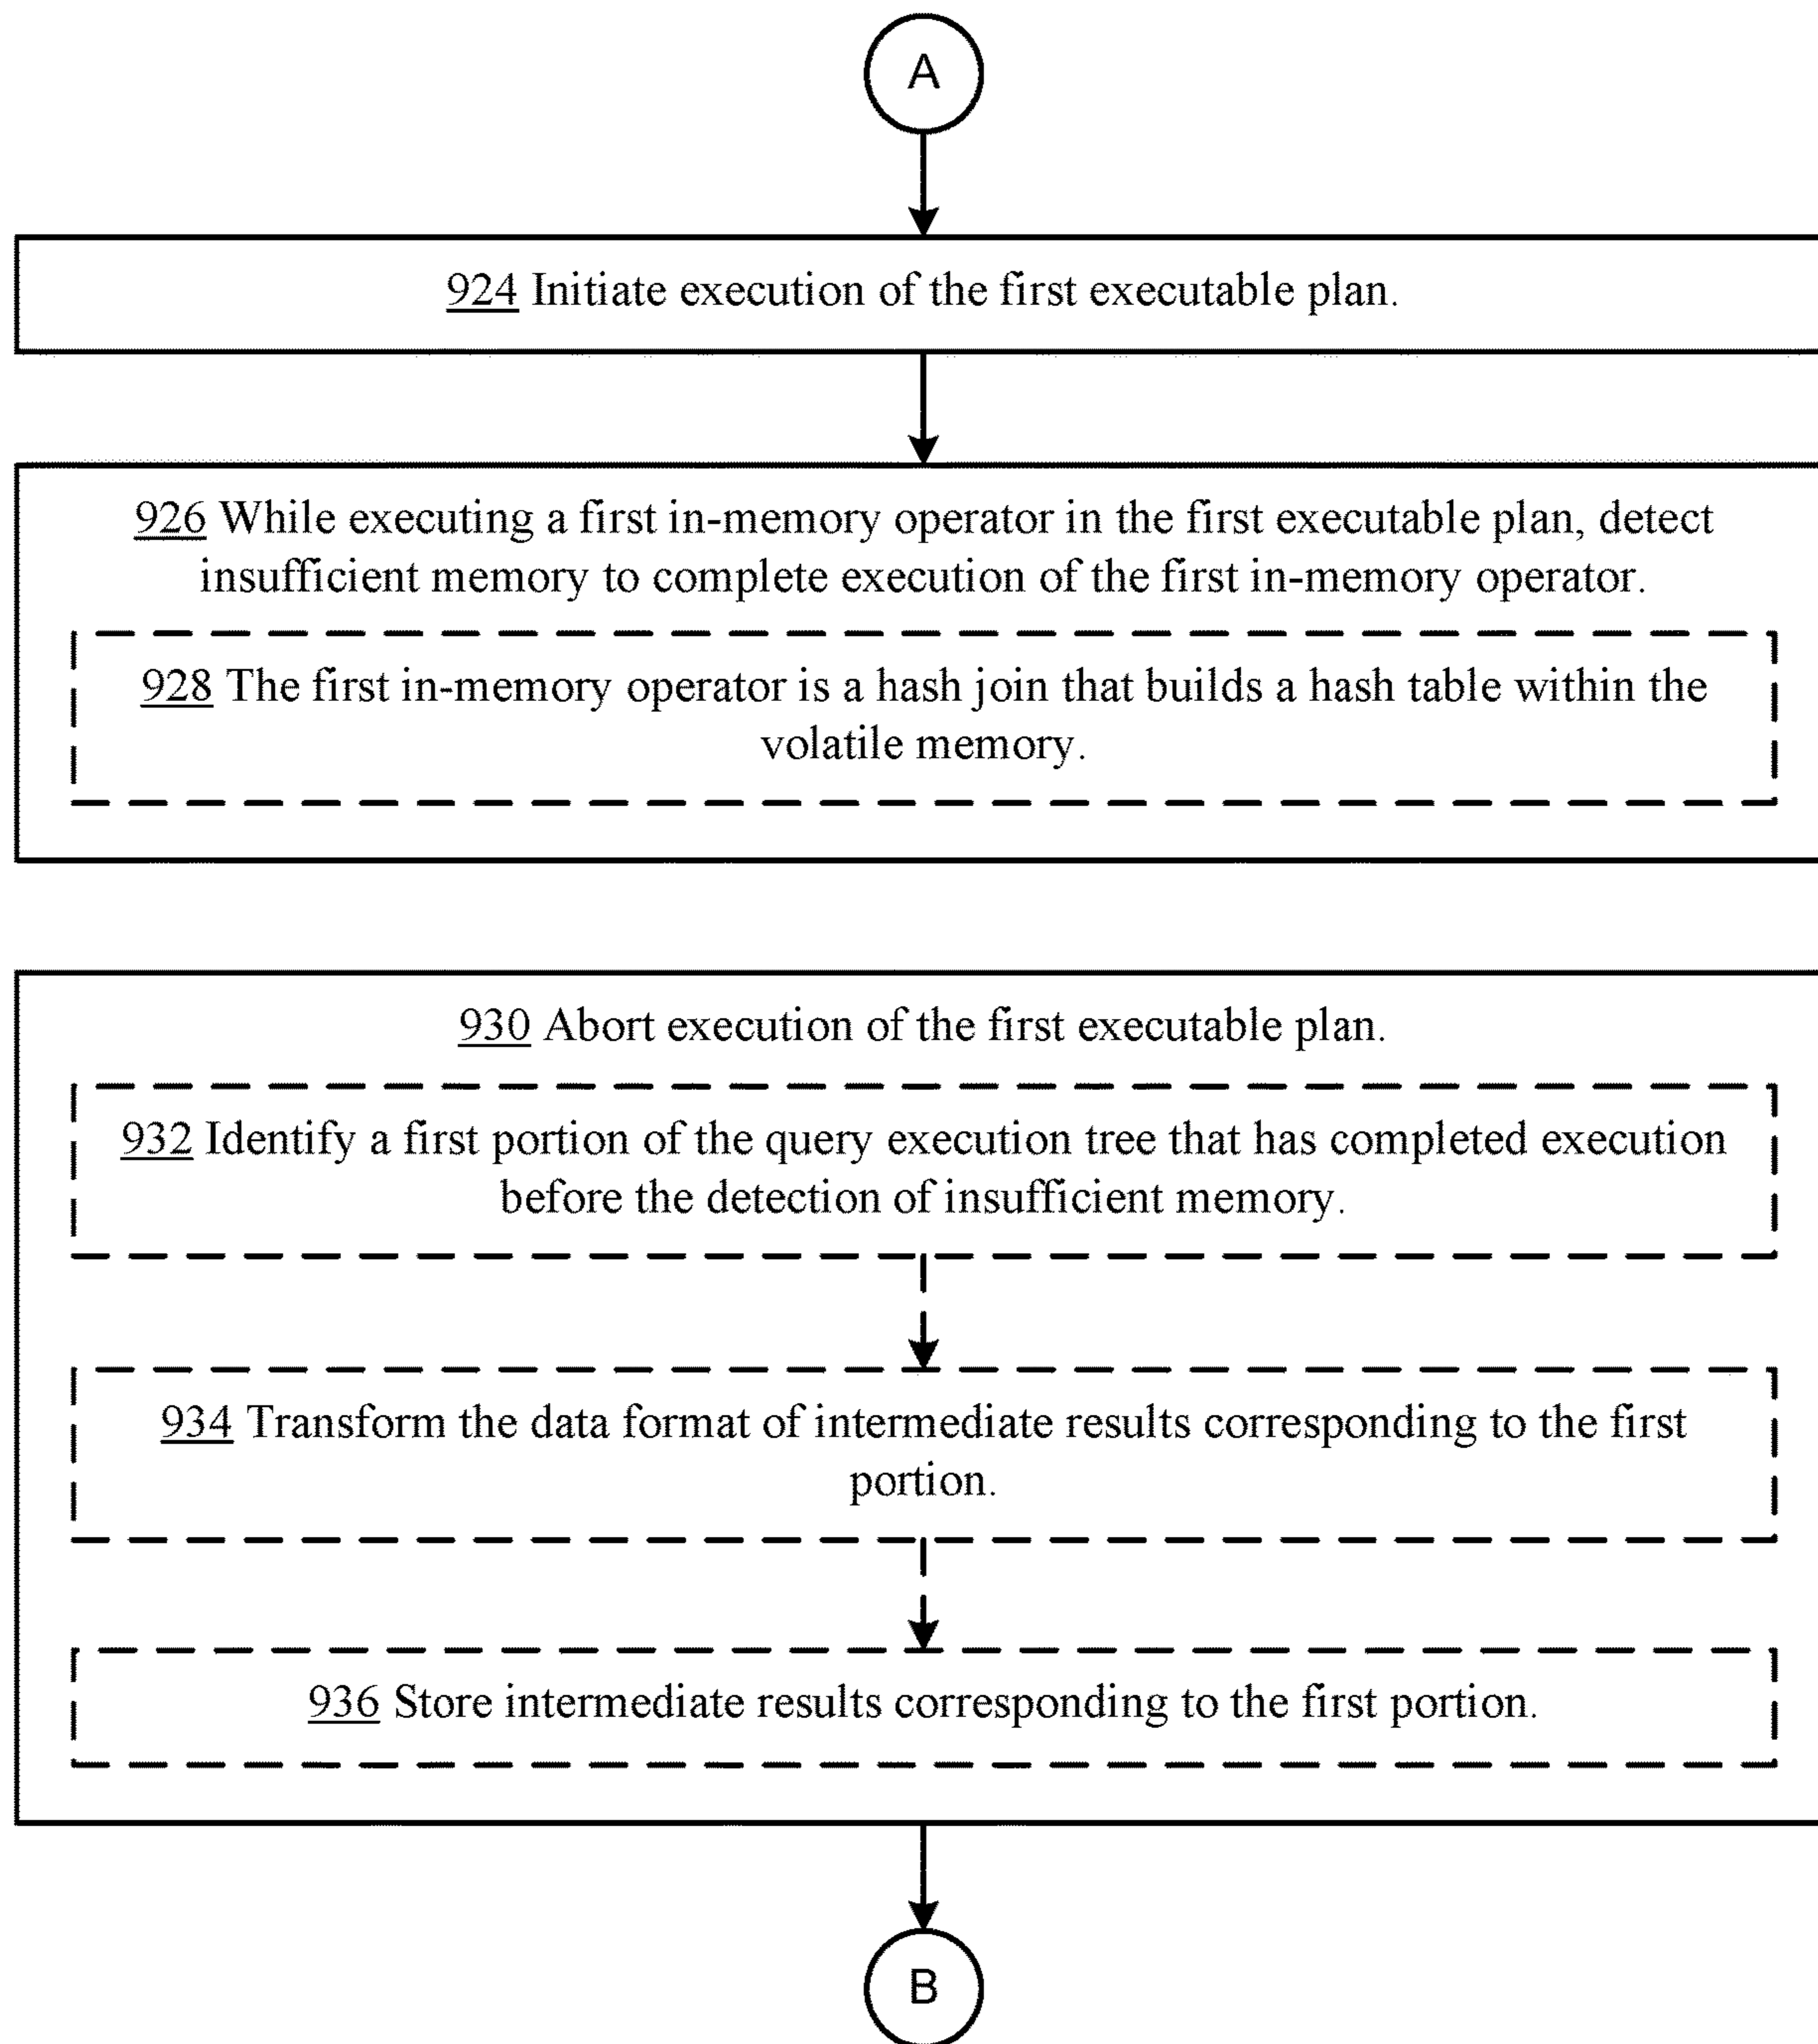 A
924 Initiate execution of the first executable plan.
926 While executing a first in-memory operator in the first executable plan, detect
insufficient memory to complete execution of the first in-memory operator.
928 The first in-memory operator is a hash join that builds a hash table within the
volatile memory.
930 Abort execution of the first executable plan.
932 Identify a first portion of the query execution tree that has completed execution
before the detection of insufficient memory.
934 Transform the data format of intermediate results corresponding to the first
portion.
936 Store intermediate results corresponding to the first portion.
B